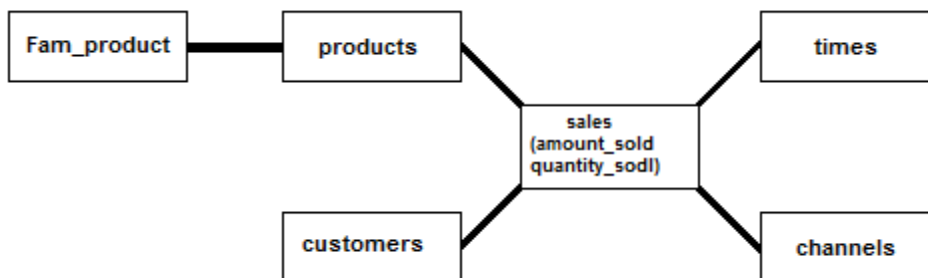 Fam_product
products
times
sales
(amount_sold
quantity_sodl)
customers
channels